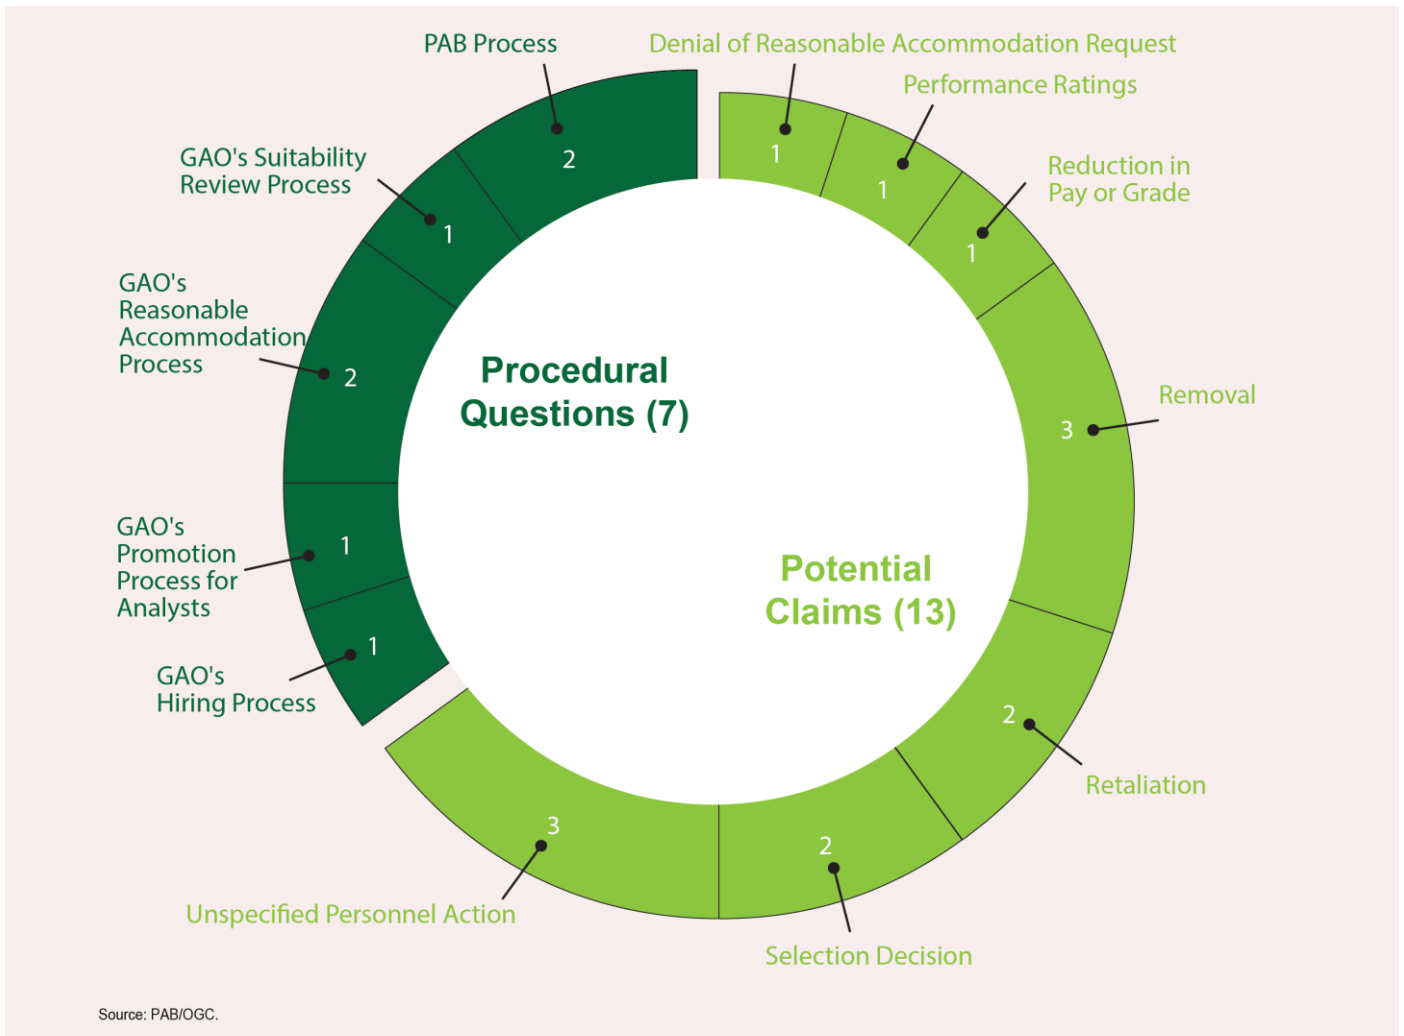 PAB Process
2
GAO's Suitability
Review Process
1
GAO's
Reasonable
Accommodation
Process
2
GAO's
Promotion
Process for
Analysts
1
GAO's
Hiring Process
1
Procedural
Questions (7)
Denial of Reasonable Accommodation Request
1
Performance Ratings
1
Reduction in
Pay or Grade
1
Removal
3
Retaliation
2
Selection Decision
2
Unspecified Personnel Action
3
Potential
Claims (13)
Source: PAB/OGC.